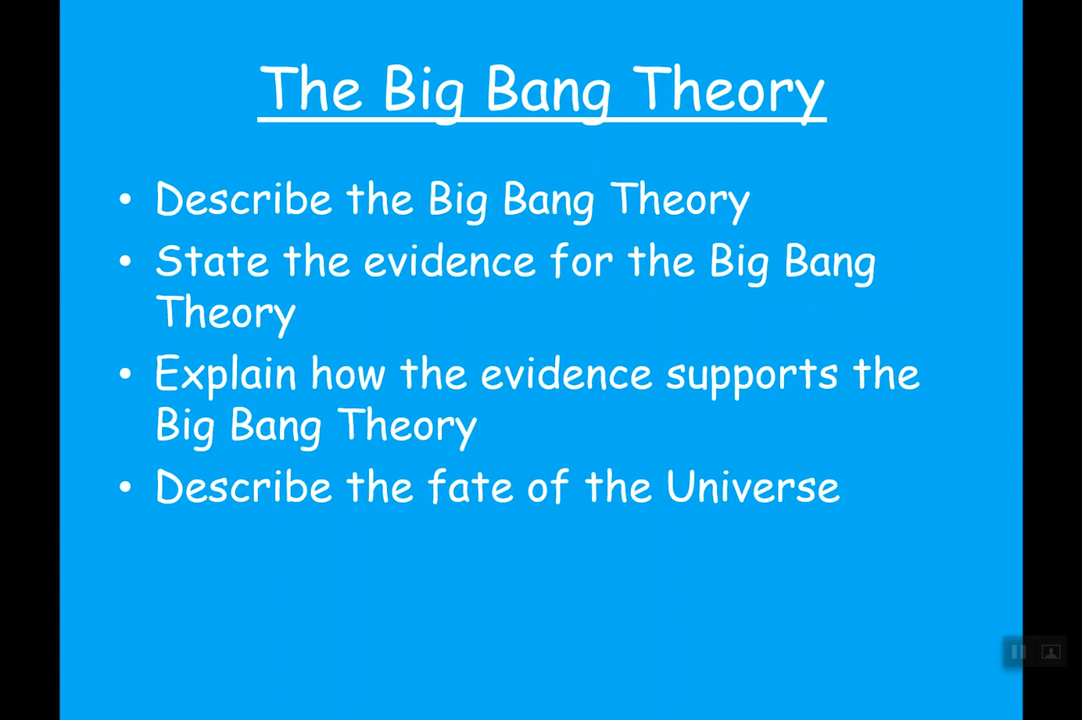 The Big Bang Theory
• Describe the Big Bang Theory
• State the evidence for the Big Bang
Theory
• Explain how the evidence supports the
Big Bang Theory
• Describe the fate of the Universe